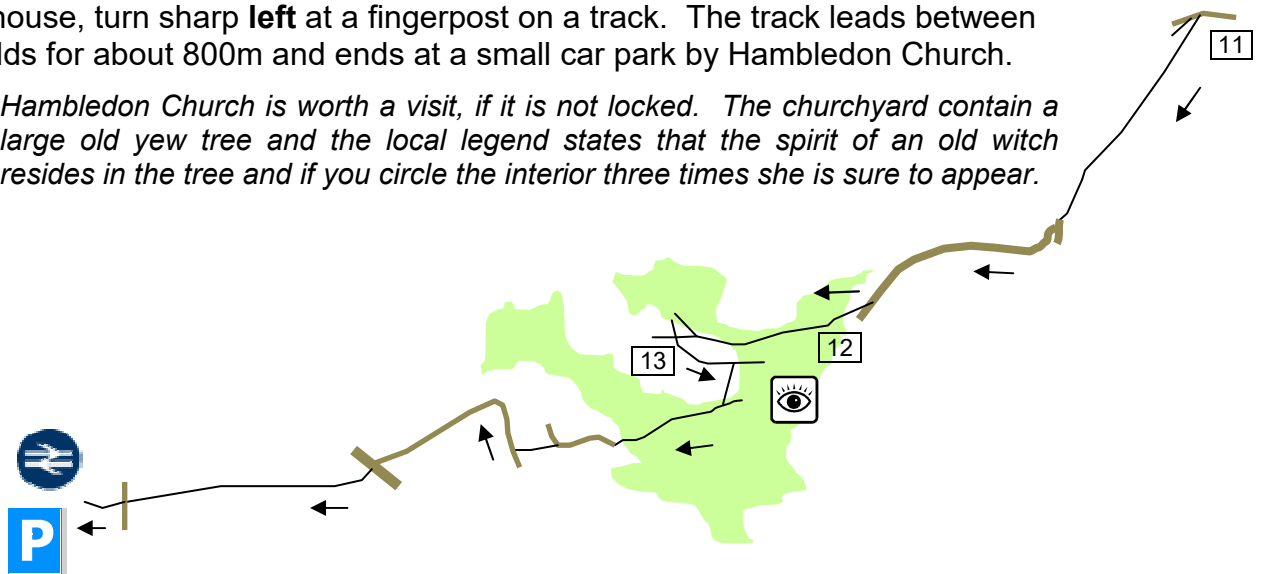 house, turn sharp left at a fingerpost on a track. The track leads between
lds for about 800m and ends at a small car park by Hambledon Church.
Hambledon Church is worth a visit, if it is not locked. The churchyard contain a
large old yew tree and the local legend states that the spirit of an old witch
resides in the tree and if you circle the interior three times she is sure to appear.
11
12
13
P